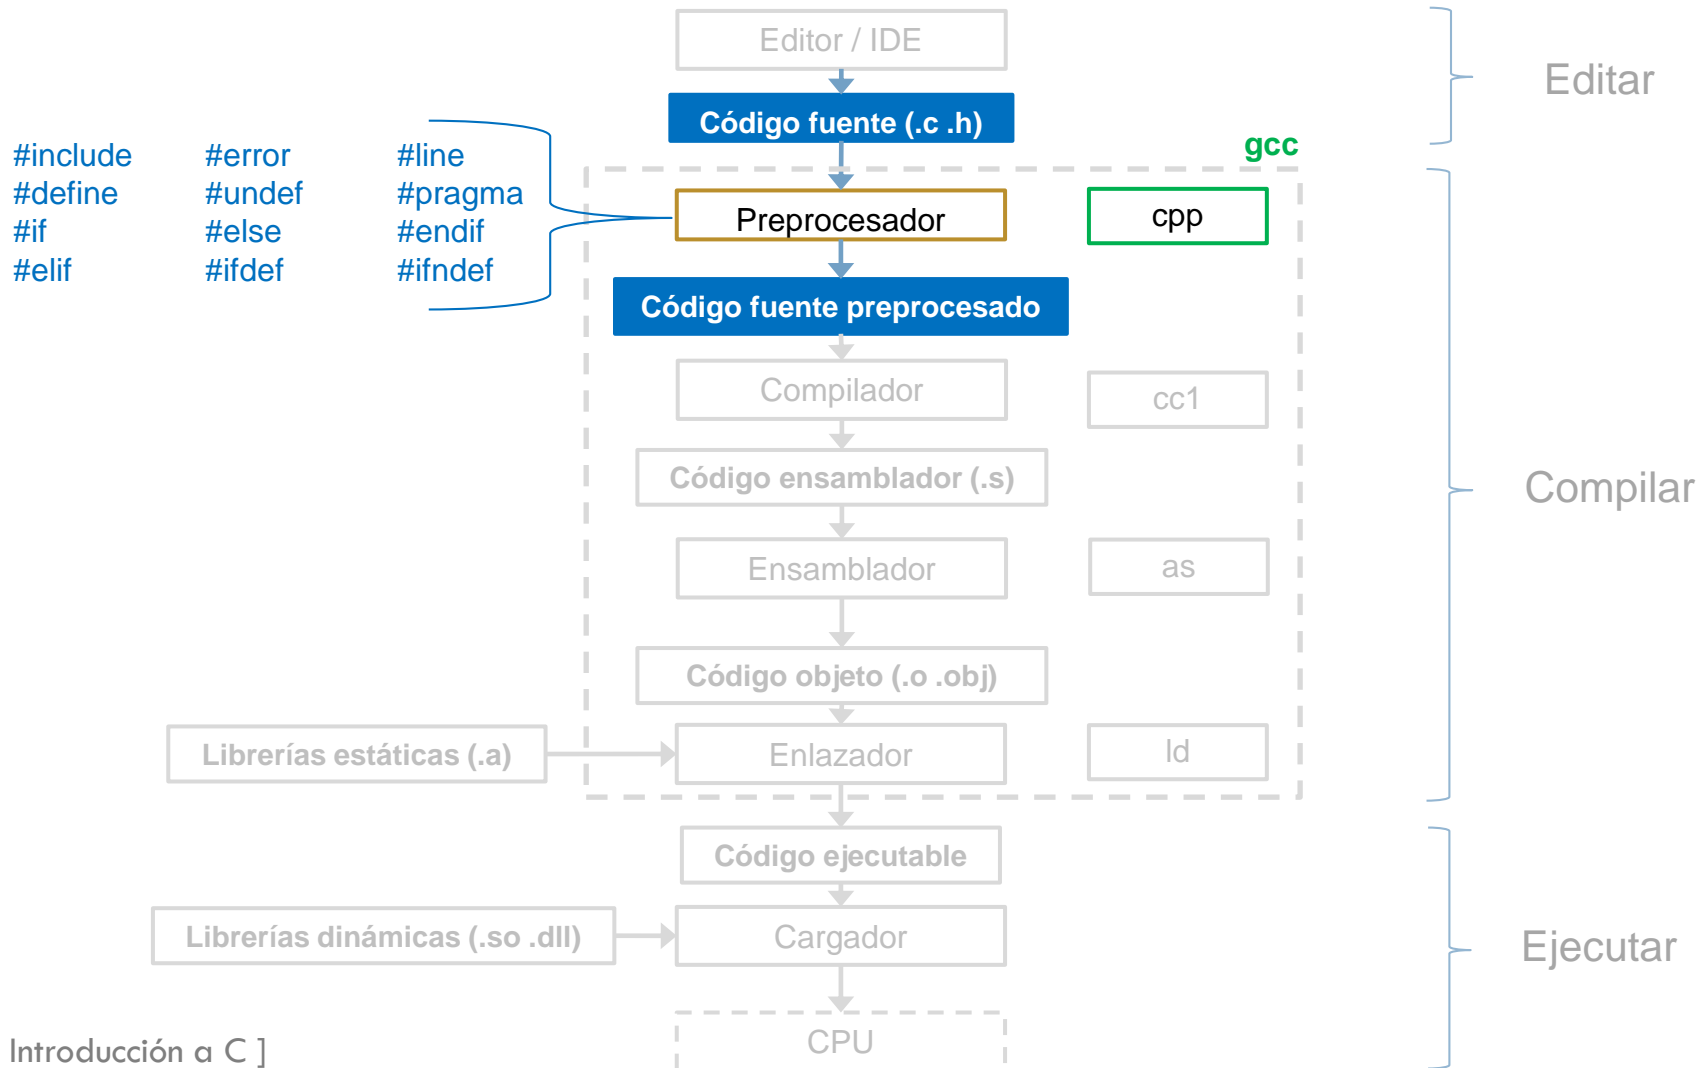 Editor / IDE
Editar
Código fuente (.c .h)
gcc
#include #error #line
#define #undef #pragma
#if #else #endif
#elif #ifdef #ifndef
Preprocesador
cpp
Código fuente preprocesado
Compilador
cc1
Código ensamblador (.s)
Compilar
Ensamblador
as
Código objeto (.o .obj)
Librerías estáticas (.a)
Enlazador
ld
Código ejecutable
Librerías dinámicas (.so .dll)
Cargador
Ejecutar
CPU
Introducción a C ]